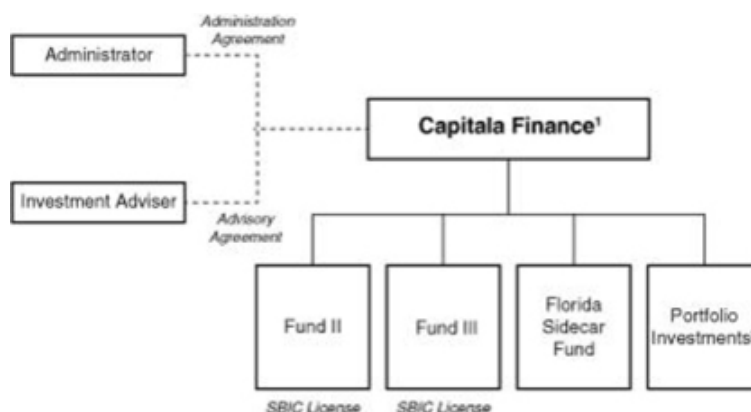 Administration
Agreement
Administrator
Capitala Finance¹
Investment Adviser
Advisory
Agreement
Fund II
Fund III
Florida
Sidecar
Fund
Portfolio
Investments
SBIC License
SBIC License